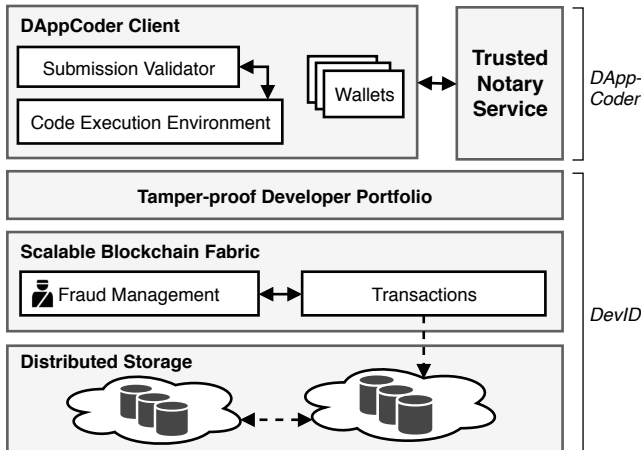 DAppCoder Client
Submission Validator
Code Execution Environment
Wallets
Trusted
Notary
Service
DApp-
Coder
Tamper-proof Developer Portfolio
Scalable Blockchain Fabric
Fraud Management
Transactions
DevID
Distributed Storage